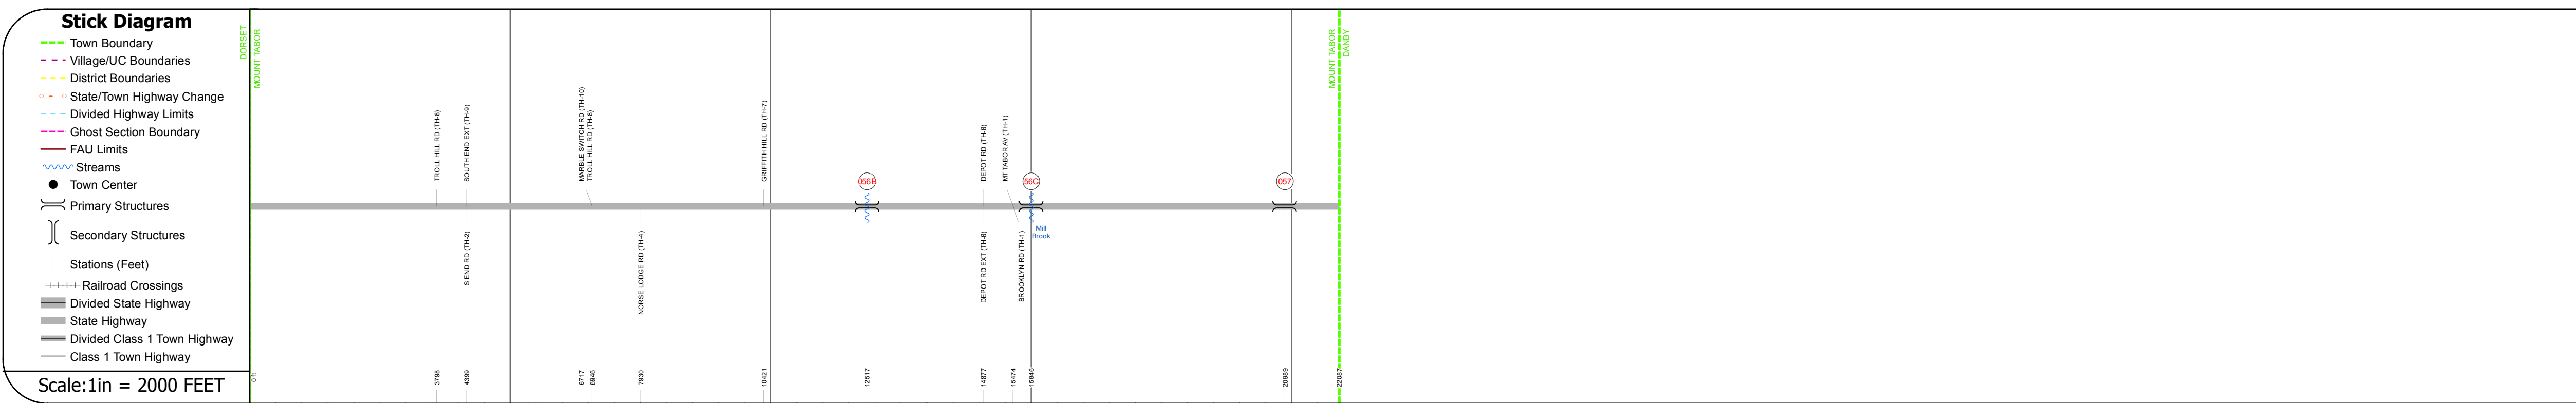 Stick Diagram
Town Boundary
Village/UC Boundaries
District Boundaries
State/Town Highway Change
Divided Highway Limits
Ghost Section Boundary
FAU Limits
Streams
Town Center
Primary Structures
Secondary Structures
Stations (Feet)
Railroad Crossings
Divided State Highway
State Highway
Divided Class 1 Town Highway
Class 1 Town Highway
Scale:1in = 2000 FEET
DORSET
MOUNT TABOR
TROLL HILL RD (TH-8)
SOUTH END EXT (TH-9)
MARBLE SWITCH RD (TH-10)
TROLL HILL RD (TH-8)
GRIFFITH HILL RD (TH-7)
DEPOT RD (TH-6)
MT TABOR AV (TH-1)
MOUNT TABOR
DANBY
056B
56C
057
Mill
Brook
S END RD (TH-2)
NORSE LODGE RD (TH-4)
DEPOT RD EXT (TH-6)
BROOKLYN RD (TH-1)
0 ft
3798
4399
6717
6946
7930
10421
12517
14877
15474
15846
20989
22087